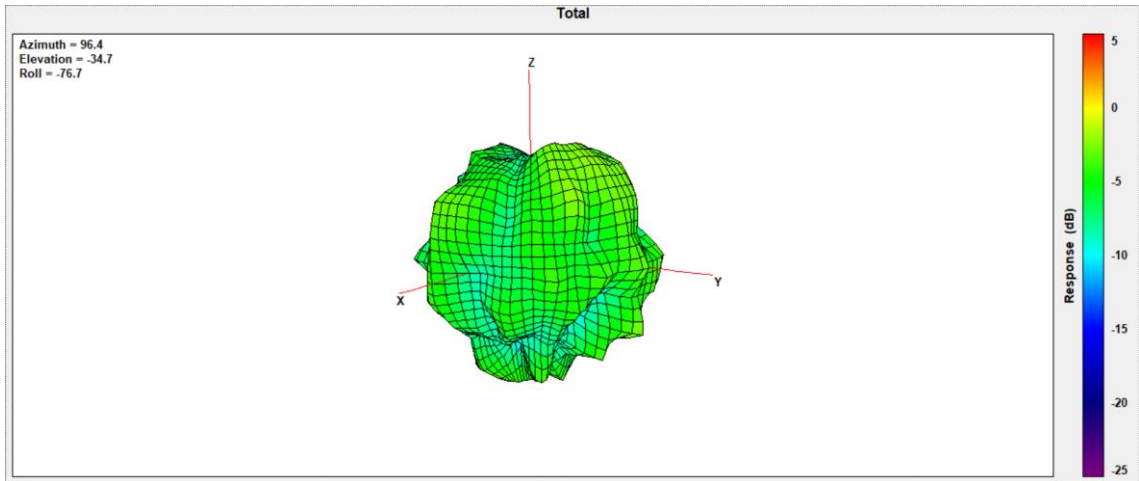 Total
Azimuth = 96.4
Elevation = -34.7
Roll = -76.7
Z
X
Y
5
0
-5
-10
-15
-20
-25
Response (dB)